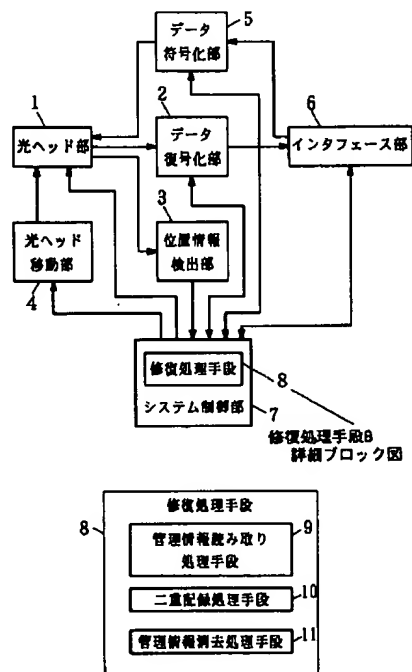 5
データ
符号化部
1
2
6
光ヘッド部
データ
復号化部
インタフェース部
3
光ヘッド
移動部
位置情報
検出部
4
8
修復処理手段
システム制御部
7
修復処理手段8
詳細ブロック図
修復処理手段
8
9
管理情報読み取り
処理手段
10
二重記録処理手段
11
管理情報消去処理手段